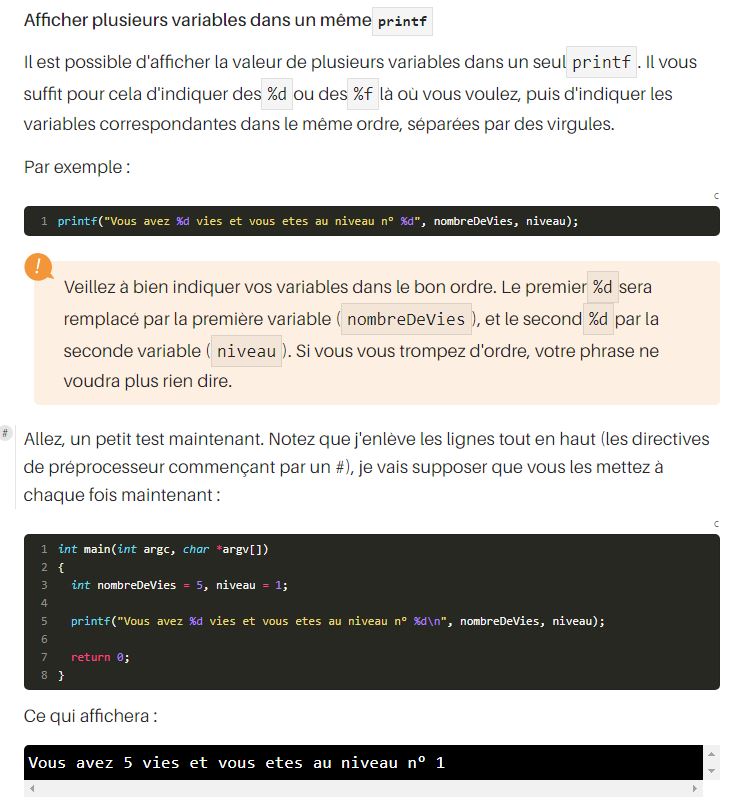 Afficher plusieurs variables dans un même printf
Il est possible d'afficher la valeur de plusieurs variables dans un seul printf. Il vous
suffit pour cela d'indiquer des %d ou des %f là où vous voulez, puis d'indiquer les
variables correspondantes dans le même ordre, séparées par des virgules.
Par exemple :
C
1 printf("Vous avez %d vies et vous etes au niveau n° %d", nombreDeVies, niveau);
!
Veillez à bien indiquer vos variables dans le bon ordre. Le premier %d sera
remplacé par la première variable (nombreDeVies), et le second %d par la
seconde variable (niveau). Si vous vous trompez d'ordre, votre phrase ne
voudra plus rien dire.
# Allez, un petit test maintenant. Notez que j'enlève les lignes tout en haut (les directives
de préprocesseur commençant par un #), je vais supposer que vous les mettez à
chaque fois maintenant :
C
1 int main(int argc, char *argv[])
2 {
3 int nombreDeVies = 5, niveau = 1;
4
5 printf("Vous avez %d vies et vous etes au niveau n° %d\n", nombreDeVies, niveau);
6
7 return 0;
8 }
Ce qui affichera :
Vous avez 5 vies et vous etes au niveau n° 1